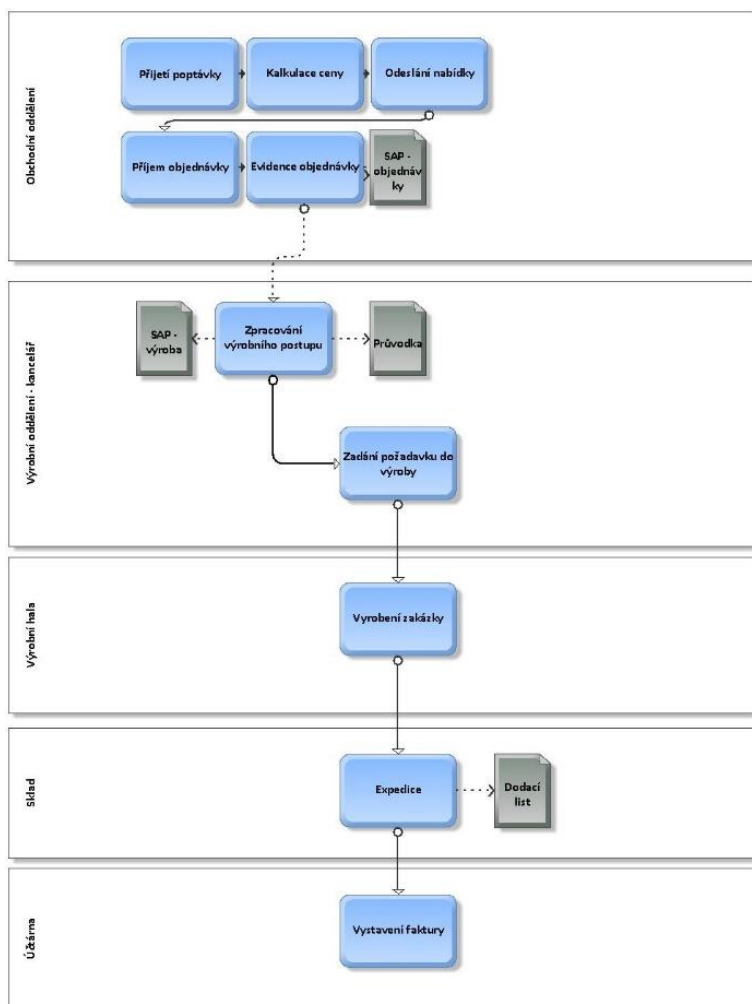 Obchodní oddělení
Přijetí poptávky
Kalkulace ceny
Odeslání nabídky
Příjem objednávky
Evidence objednávky
SAP -
objednáv
ky
Výrobní oddělení - kancelář
SAP -
výroba
Zpracování
výrobního postupu
Průvodka
Zadání požadavku do
výroby
Výrobní hala
Vyrobení zakázky
Sklad
Expedice
Dodací
list
Účtárna
Vystavení faktury